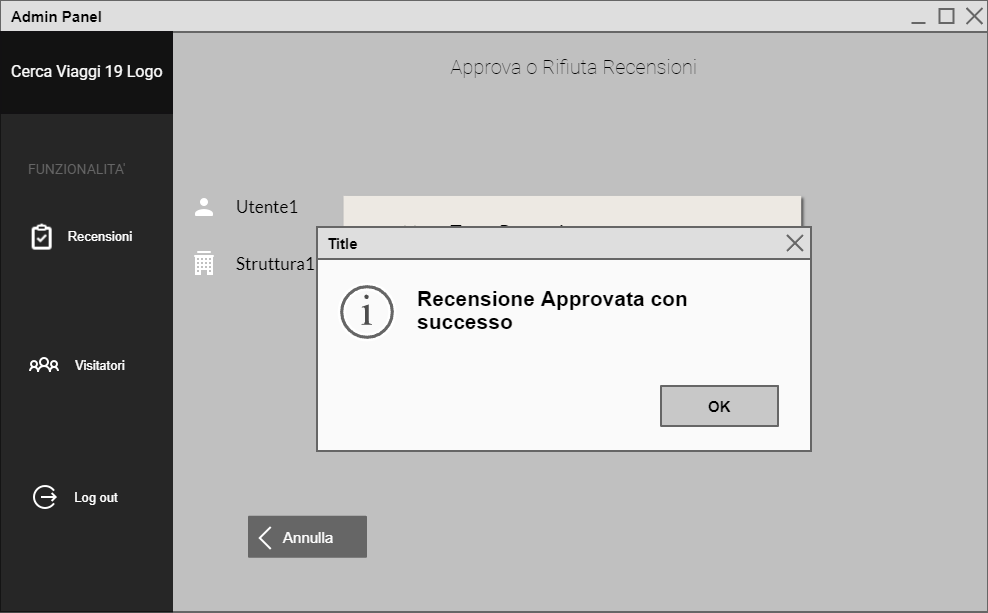 Admin Panel
Cerca Viaggi 19 Logo
Approva o Rifiuta Recensioni
FUNZIONALITA'
Utente1
Recensioni
Title
Struttura1
Recensione Approvata con
successo
Visitatori
OK
Log out
Annulla